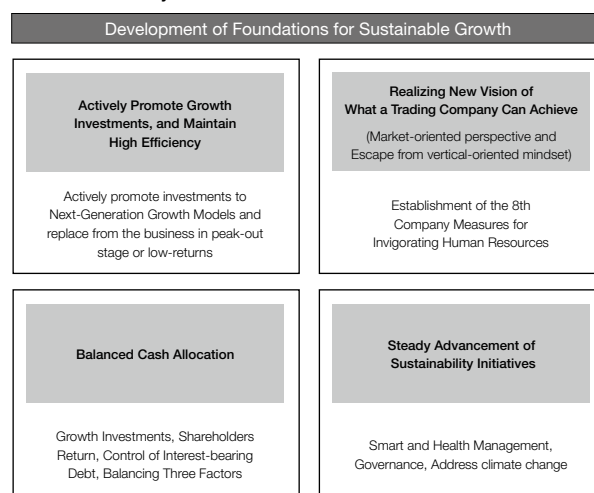 Development of Foundations for Sustainable Growth
Actively Promote Growth
Investments, and Maintain
High Efficiency
Actively promote investments to
Next-Generation Growth Models and
replace from the business in peak-out
stage or low-returns
Realizing New Vision of
What a Trading Company Can Achieve
(Market-oriented perspective and
Escape from vertical-oriented mindset)
Establishment of the 8th
Company Measures for
Invigorating Human Resources
Balanced Cash Allocation
Growth Investments, Shareholders
Return, Control of Interest-bearing
Debt, Balancing Three Factors
Steady Advancement of
Sustainability Initiatives
Smart and Health Management,
Governance, Address climate change